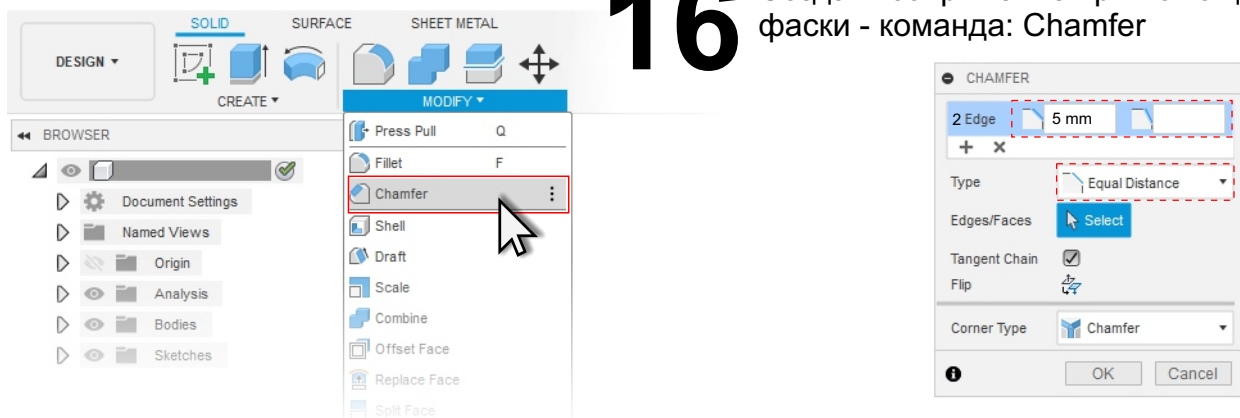 SOLID SURFACE SHEET METAL
DESIGN
CREATE MODIFY
BROWSER
Document Settings
Named Views
Origin
Analysis
Bodies
Sketches
Press Pull Q
Fillet F
Chamfer
Shell
Draft
Scale
Combine
Offset Face
Replace Face
Split Face
16
фаски - команда: Chamfer
CHAMFER
2 Edge 5 mm
Type Equal Distance
Edges/Faces Select
Tangent Chain
Flip
Corner Type Chamfer
OK Cancel